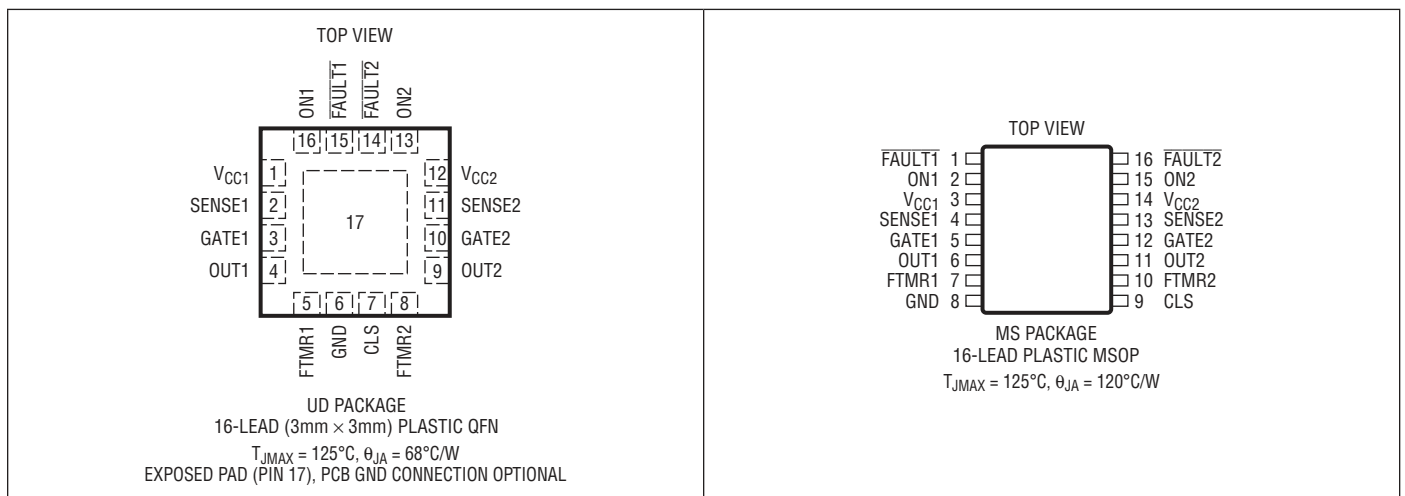 TOP VIEW
ON1
FAULT1
FAULT2
ON2
16 15 14 13
VCC1 1
12 VCC2
SENSE1 2
11 SENSE2
GATE1 3
17
10 GATE2
OUT1 4
9 OUT2
5 6 7 8
FTMR1
GND
CLS
FTMR2
UD PACKAGE
16-LEAD (3mm × 3mm) PLASTIC QFN
TJMAX = 125°C, θJA = 68°C/W
EXPOSED PAD (PIN 17), PCB GND CONNECTION OPTIONAL
TOP VIEW
FAULT1 1
16 FAULT2
ON1 2
15 ON2
VCC1 3
14 VCC2
SENSE1 4
13 SENSE2
GATE1 5
12 GATE2
OUT1 6
11 OUT2
FTMR1 7
10 FTMR2
GND 8
9 CLS
MS PACKAGE
16-LEAD PLASTIC MSOP
TJMAX = 125°C, θJA = 120°C/W